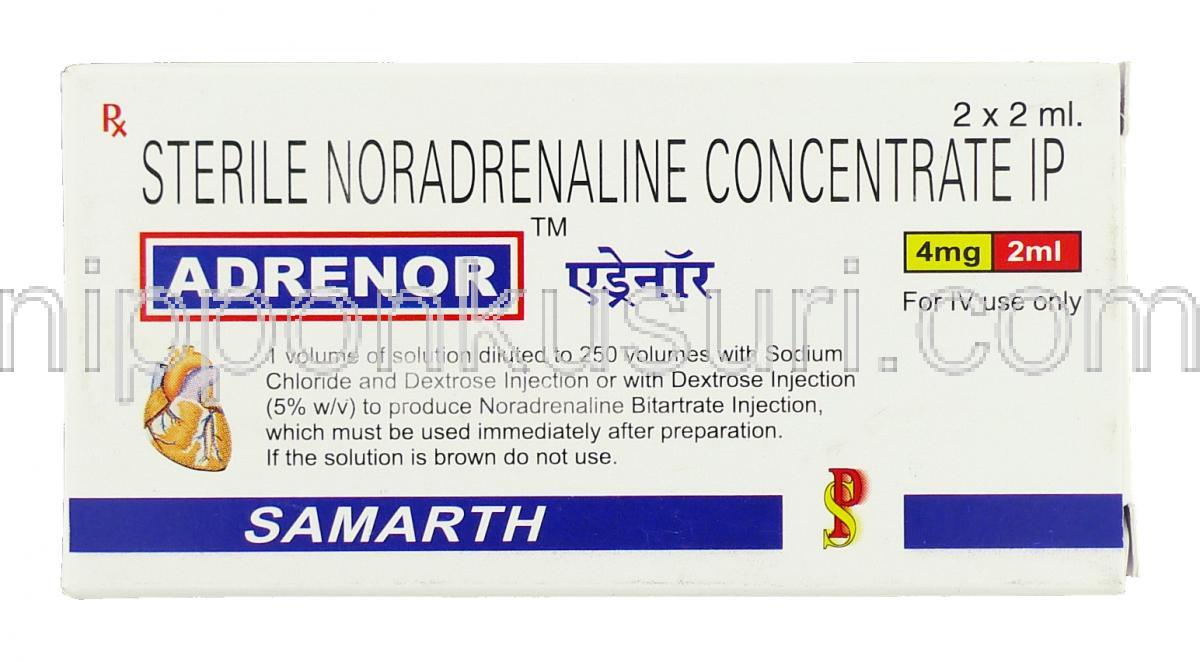 Rx
2 x 2 ml.
STERILE NORADRENALINE CONCENTRATE IP
TM
ADRENOR
एड्रेनॉर
4mg 2ml
For IV use only
nipponkusuri.com
1 volume of solution diluted to 250 volumes with Sodium
Chloride and Dextrose Injection or with Dextrose Injection
(5% w/v) to produce Noradrenaline Bitartrate Injection,
which must be used immediately after preparation.
If the solution is brown do not use.
SAMARTH
SP